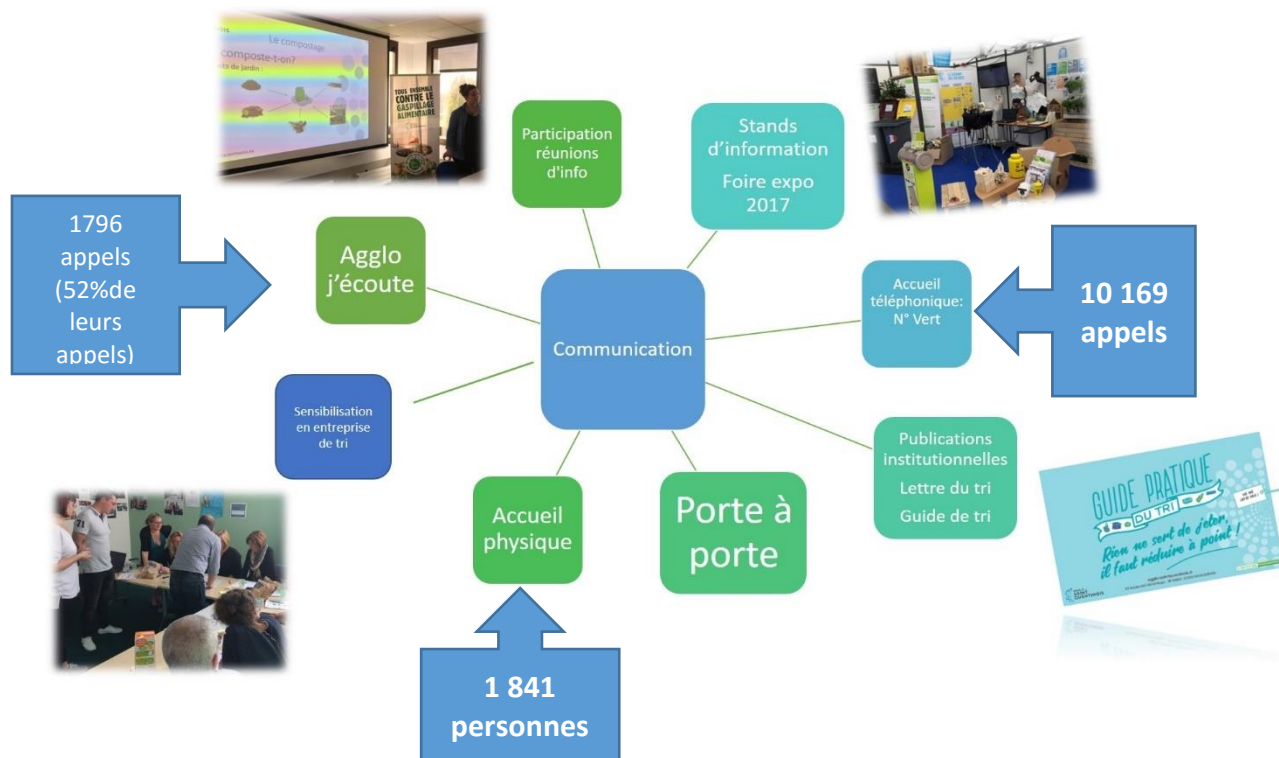 Le compostage
composte-t-on?
de jardin :
TOUS ENSEMBLE
CONTRE LE
GASPILLAGE
ALIMENTAIRE
Participation
réunions
d'info
Stands
d'information
Foire expo
2017
1796
appels
(52%de
leurs
appels)
Agglo
j'écoute
Communication
Accueil
téléphonique:
N° Vert
10 169
appels
Sensibilisation
en entreprise
de tri
Accueil
physique
Porte à
porte
Publications
institutionnelles
Lettre du tri
Guide de tri
GUIDE PRATIQUE
DU TRI
Rien ne sert de jeter,
il faut réduire à point !
1 841
personnes